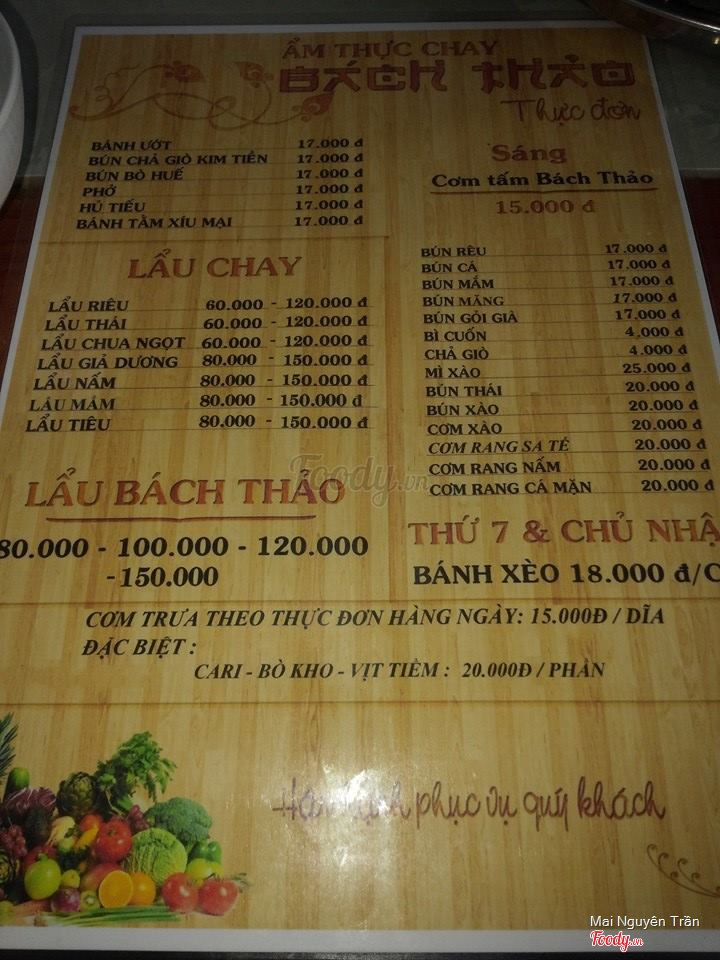 ẨM THỰC CHAY
BÁCH THẢO
Thực đơn
BÁNH ƯỚT 17.000 đ
BÚN CHẢ GIÒ KIM TIỀN 17.000 đ
BÚN BÒ HUẾ 17.000 đ
PHỞ 17.000 đ
HỦ TIẾU 17.000 đ
BÁNH TẰM XÍU MẠI 17.000 đ
LẨU CHAY
LẨU RIÊU 60.000 - 120.000 đ
LẨU THÁI 60.000 - 120.000 đ
LẨU CHUA NGỌT 60.000 - 120.000 đ
LẨU GIẢ DƯƠNG 80.000 - 150.000 đ
LẨU NẤM 80.000 - 150.000 đ
LẨU MẮM 80.000 - 150.000 đ
LẨU TIÊU 80.000 - 150.000 đ
LẨU BÁCH THẢO
80.000 - 100.000 - 120.000
-150.000
Sáng
Cơm tấm Bách Thảo
15.000 đ
BÚN RÊU 17.000 đ
BÚN CÁ 17.000 đ
BÚN MẮM 17.000 đ
BÚN MĂNG 17.000 đ
BÚN GỎI GIÀ 17.000 đ
BÌ CUỐN 4.000 đ
CHẢ GIÒ 4.000 đ
MÌ XÀO 25.000 đ
BÚN THÁI 20.000 đ
BÚN XÀO 20.000 đ
CƠM XÀO 20.000 đ
CƠM RANG SA TẾ 20.000 đ
CƠM RANG NẤM 20.000 đ
CƠM RANG CÁ MẶN 20.000 đ
THỨ 7 & CHỦ NHẬ
BÁNH XÈO 18.000 đ/C
CƠM TRƯA THEO THỰC ĐƠN HÀNG NGÀY: 15.000Đ / DĨA
ĐẶC BIỆT :
CARI - BÒ KHO - VỊT TIỀM : 20.000Đ / PHẦN
Hân hạnh phục vụ quý khách
Foody.vn
Mai Nguyên Trần
Foody.vn